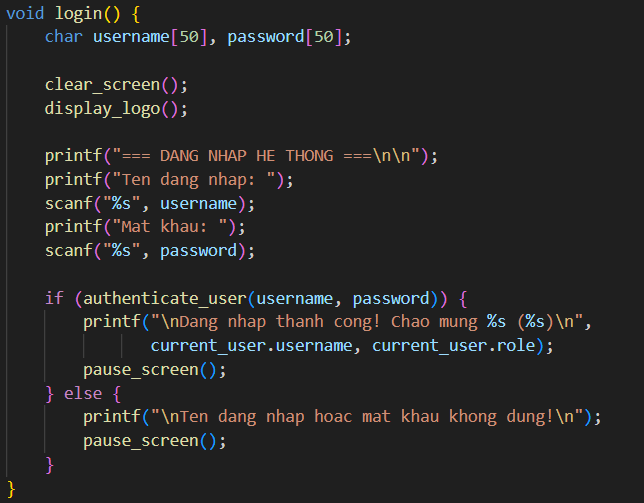 void login() {
    char username[50], password[50];

    clear_screen();
    display_logo();

    printf("=== DANG NHAP HE THONG ===\n\n");
    printf("Ten dang nhap: ");
    scanf("%s", username);
    printf("Mat khau: ");
    scanf("%s", password);

    if (authenticate_user(username, password)) {
        printf("\nDang nhap thanh cong! Chao mung %s (%s)\n",
               current_user.username, current_user.role);
        pause_screen();
    } else {
        printf("\nTen dang nhap hoac mat khau khong dung!\n");
        pause_screen();
    }
}